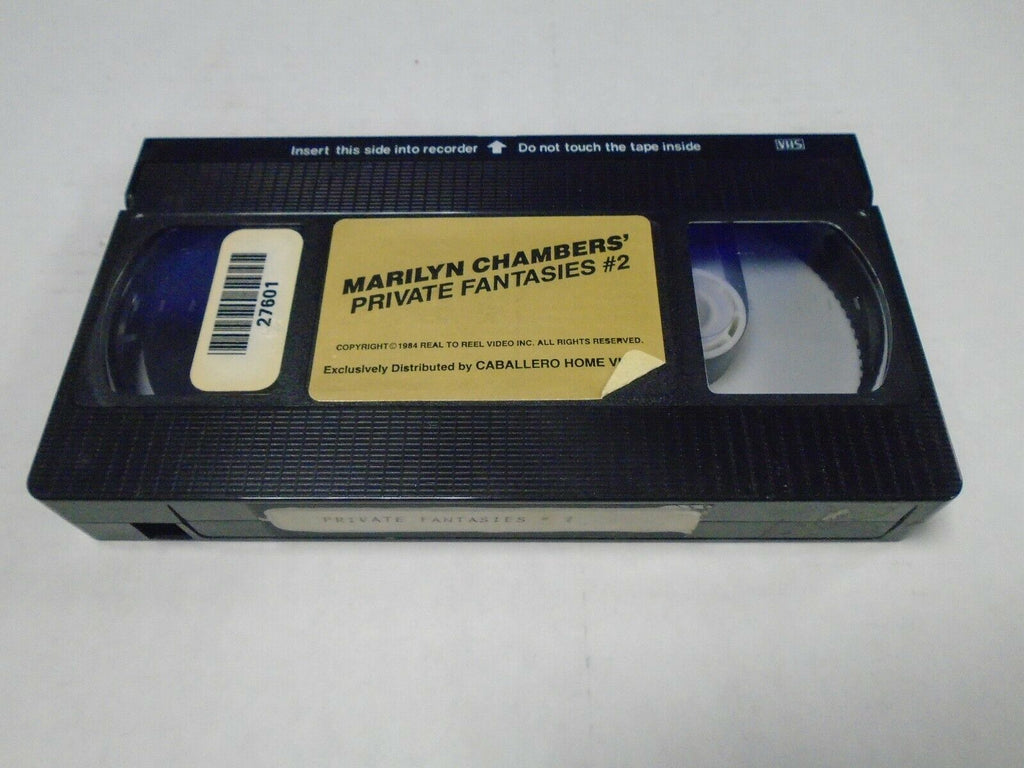 Insert this side into recorder ⬆ Do not touch the tape inside VHS
27601
MARILYN CHAMBERS'
PRIVATE FANTASIES #2
COPYRIGHT © 1984 REAL TO REEL VIDEO INC. ALL RIGHTS RESERVED.
Exclusively Distributed by CABALLERO HOME
PRIVATE FANTASIES